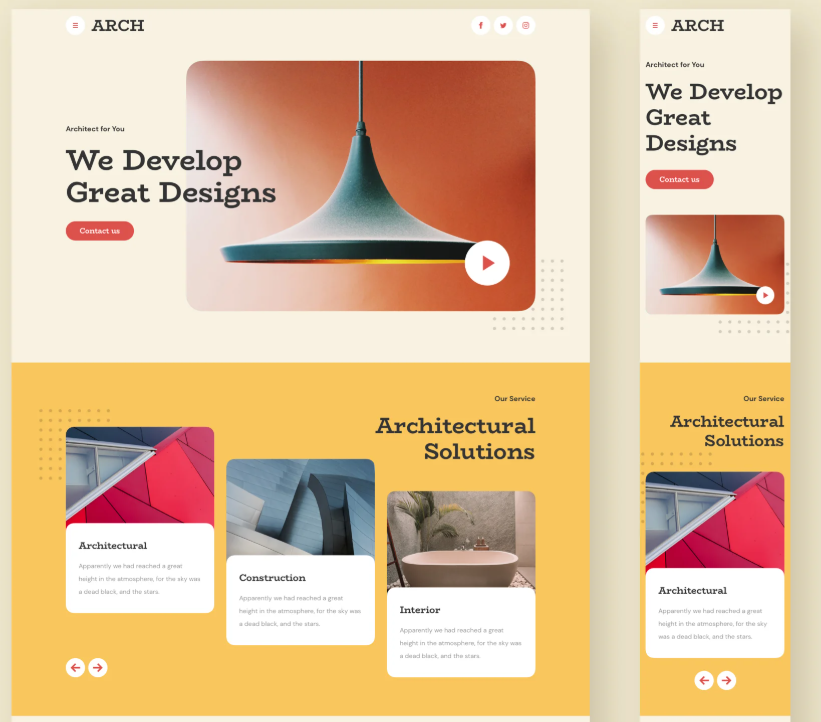 ARCH
Architect for You
We Develop
Great Designs
Contact us
Our Service
Architectural
Solutions
Architectural
Apparently we had reached a great
height in the atmosphere, for the sky was
a dead black, and the stars.
Construction
Apparently we had reached a great
height in the atmosphere, for the sky was
a dead black, and the stars.
Interior
Apparently we had reached a great
height in the atmosphere, for the sky was
a dead black, and the stars.
ARCH
Architect for You
We Develop
Great
Designs
Contact us
Our Service
Architectural
Solutions
Architectural
Apparently we had reached a great
height in the atmosphere, for the sky
was a dead black, and the stars.